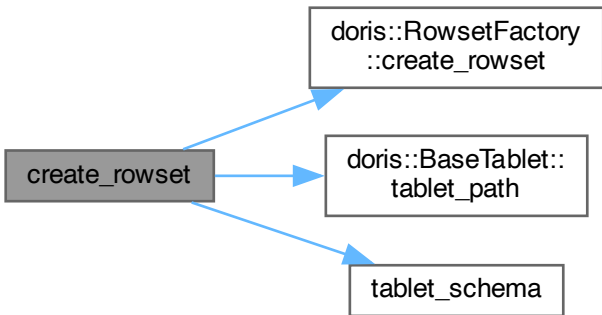 doris::RowsetFactory
::create_rowset
create_rowset
doris::BaseTablet::
tablet_path
tablet_schema